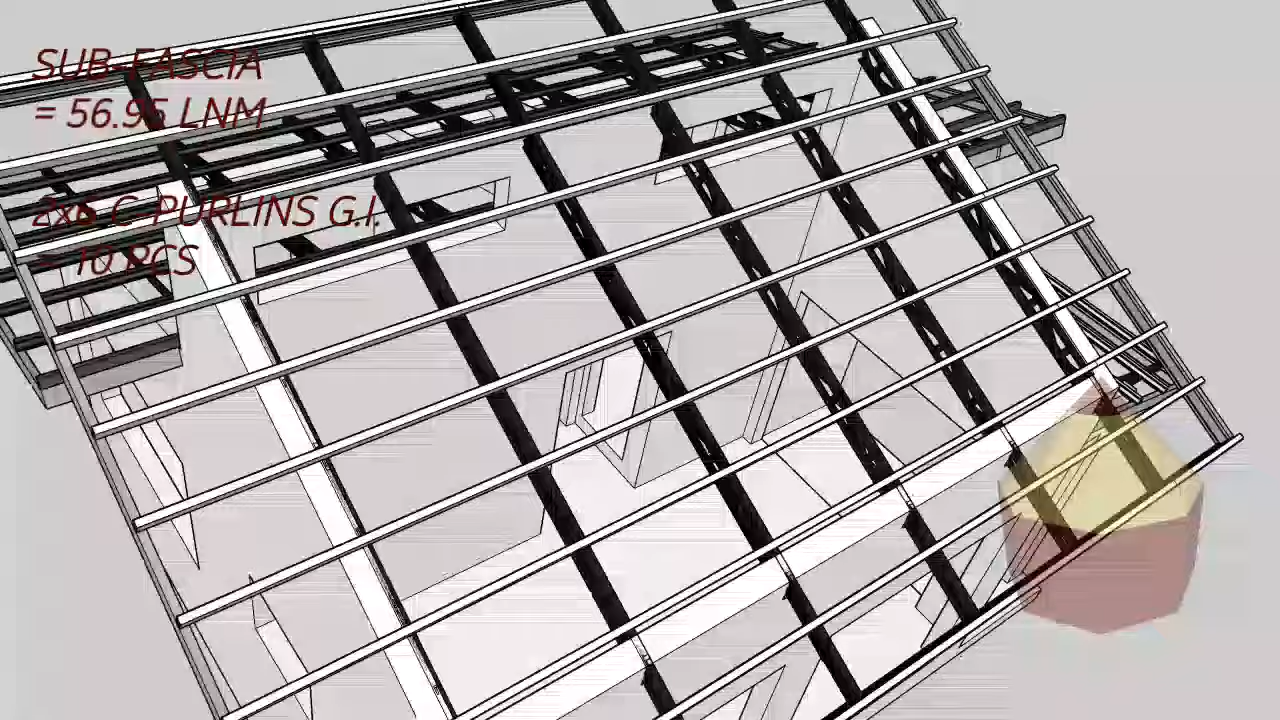 SUB-FASCIA
= 56.95 LNM
2x6 C-PURLINS G.I.
= 10 PCS